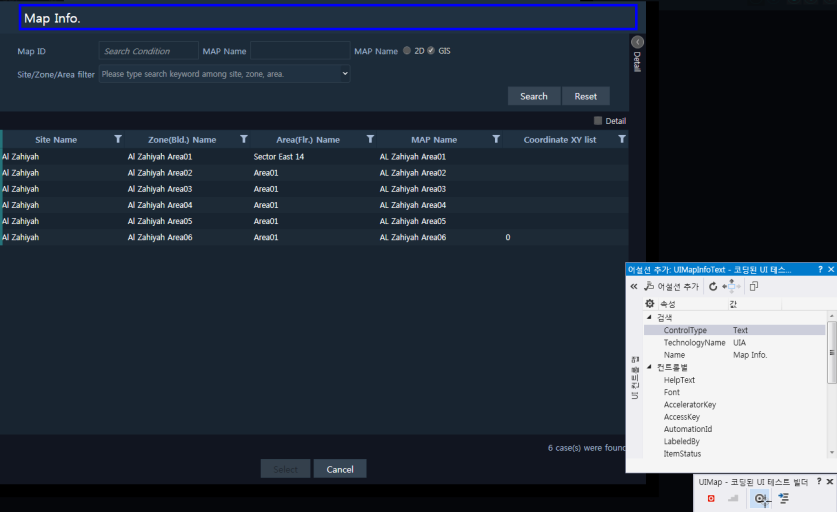 Map Info.
Map ID Search Condition MAP Name MAP Name 2D GIS
Detail
Site/Zone/Area filter Please type search keyword among site, zone, area.
Search Reset
Detail
Site Name Zone(Bld.) Name Area(Flr.) Name MAP Name Coordinate XY list
Al Zahiyah Al Zahiyah Area01 Sector East 14 AL Zahiyah Area01
Al Zahiyah Al Zahiyah Area02 Area01 AL Zahiyah Area02
Al Zahiyah Al Zahiyah Area03 Area01 AL Zahiyah Area03
Al Zahiyah Al Zahiyah Area04 Area01 AL Zahiyah Area04
Al Zahiyah Al Zahiyah Area05 Area01 AL Zahiyah Area05
Al Zahiyah Al Zahiyah Area06 Area01 AL Zahiyah Area06 0
6 case(s) were found
Select Cancel
어설션 추가: UIMapInfoText - 코딩된 UI 테스...
어설션 추가
속성 값
검색
ControlType Text
TechnologyName UIA
Name Map Info.
컨트롤별
HelpText
Font
AcceleratorKey
AccessKey
AutomationId
LabeledBy
ItemStatus
UI 컨트롤 맵
UIMap - 코딩된 UI 테스트 빌더